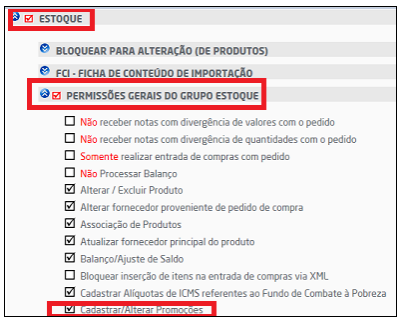 ESTOQUE
BLOQUEAR PARA ALTERAÇÃO (DE PRODUTOS)
FCI - FICHA DE CONTEÚDO DE IMPORTAÇÃO
PERMISSÕES GERAIS DO GRUPO ESTOQUE
Não receber notas com divergência de valores com o pedido
Não receber notas com divergência de quantidades com o pedido
Somente realizar entrada de compras com pedido
Não Processar Balanço
Alterar / Excluir Produto
Alterar fornecedor proveniente de pedido de compra
Associação de Produtos
Atualizar fornecedor principal do produto
Balanço/Ajuste de Saldo
Bloquear inserção de itens na entrada de compras via XML
Cadastrar Alíquotas de ICMS referentes ao Fundo de Combate à Pobreza
Cadastrar/Alterar Promoções